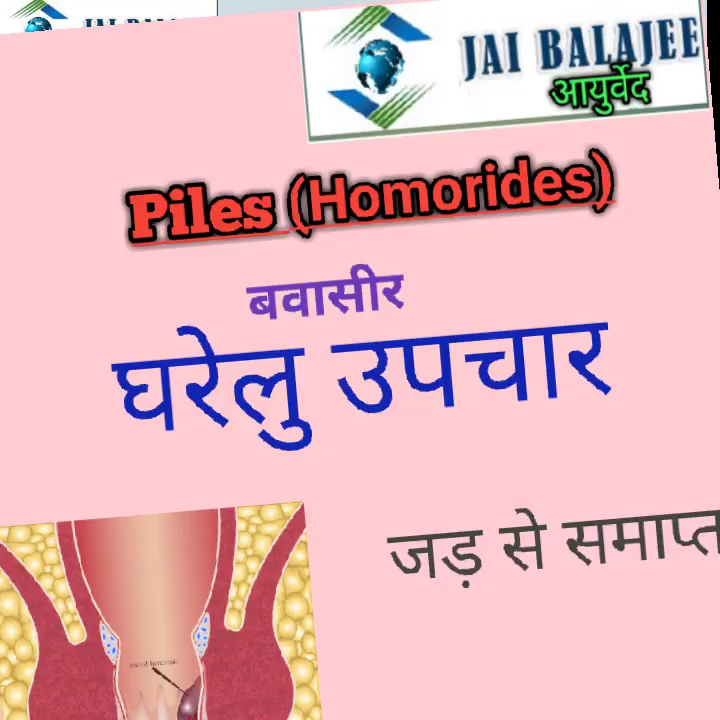 JAI BALAJEE
आयुर्वेद
Piles (Homorides)
बवासीर
घरेलु उपचार
जड़ से समाप्त